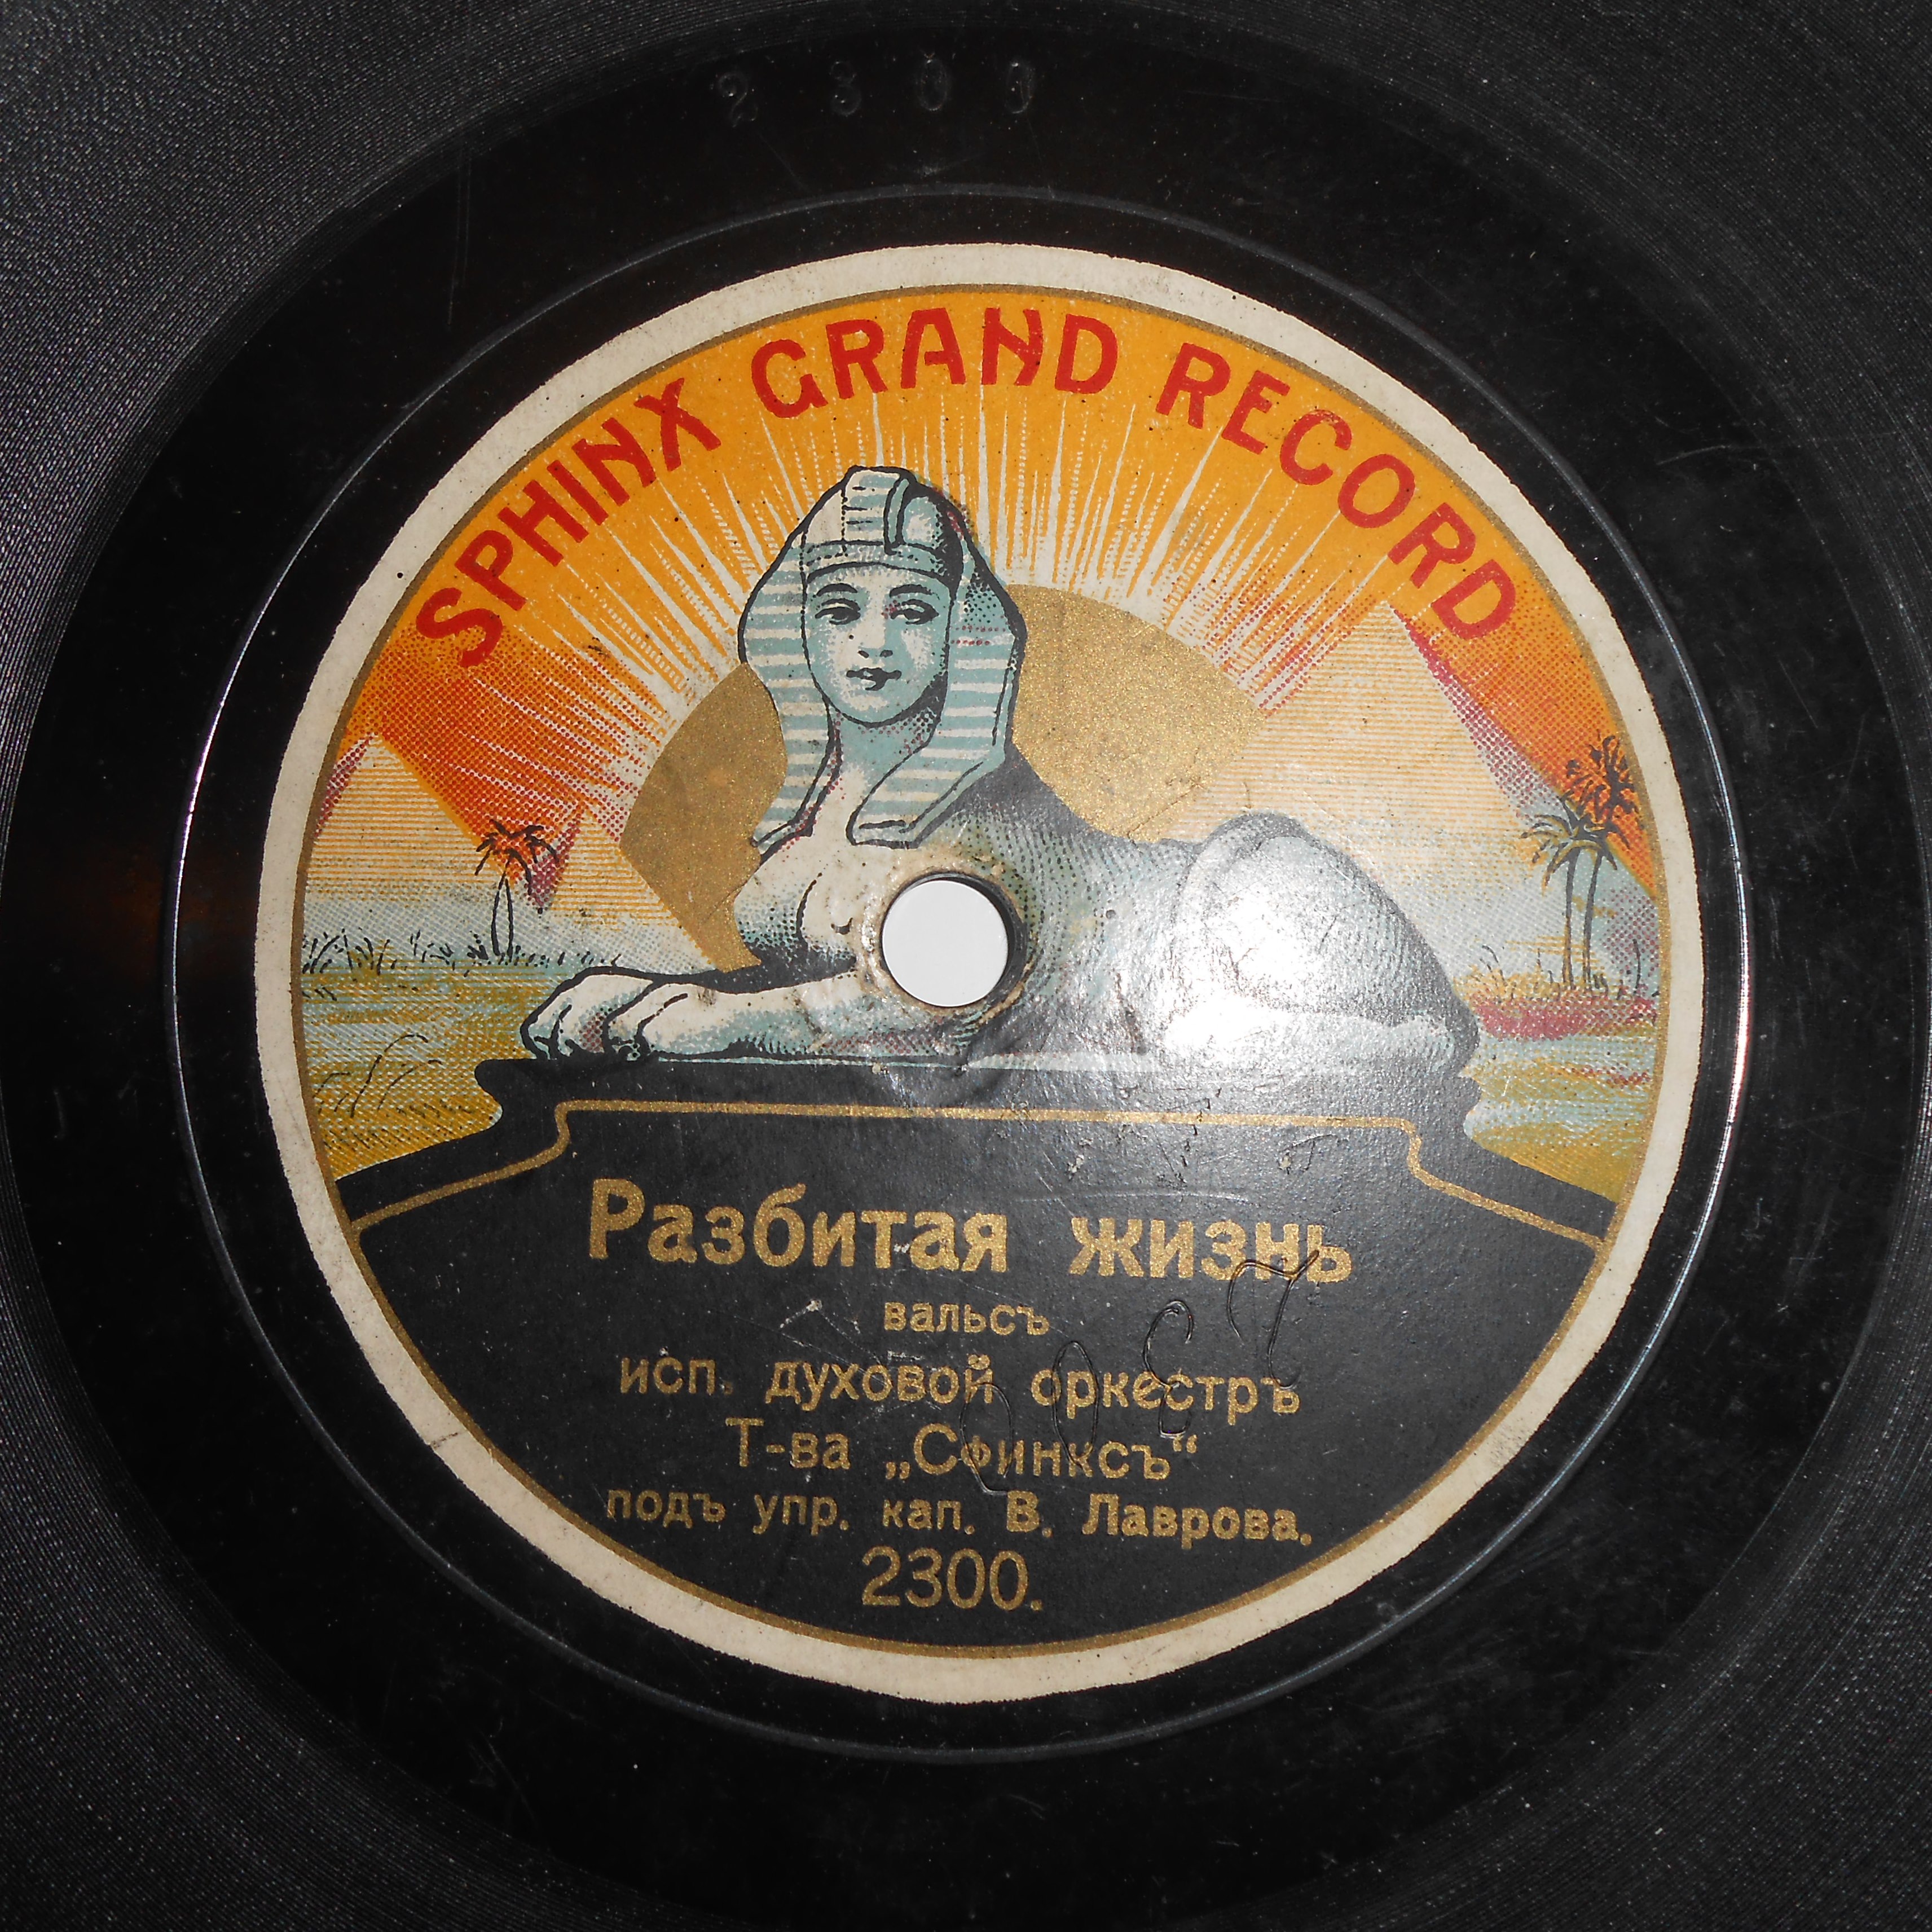 2300
SPHINX GRAND RECORD
Разбитая жизнь
вальсъ
исп. духовой оркестръ
Т-ва „Сфинксъ“
подъ упр. кап. В. Лаврова.
2300.